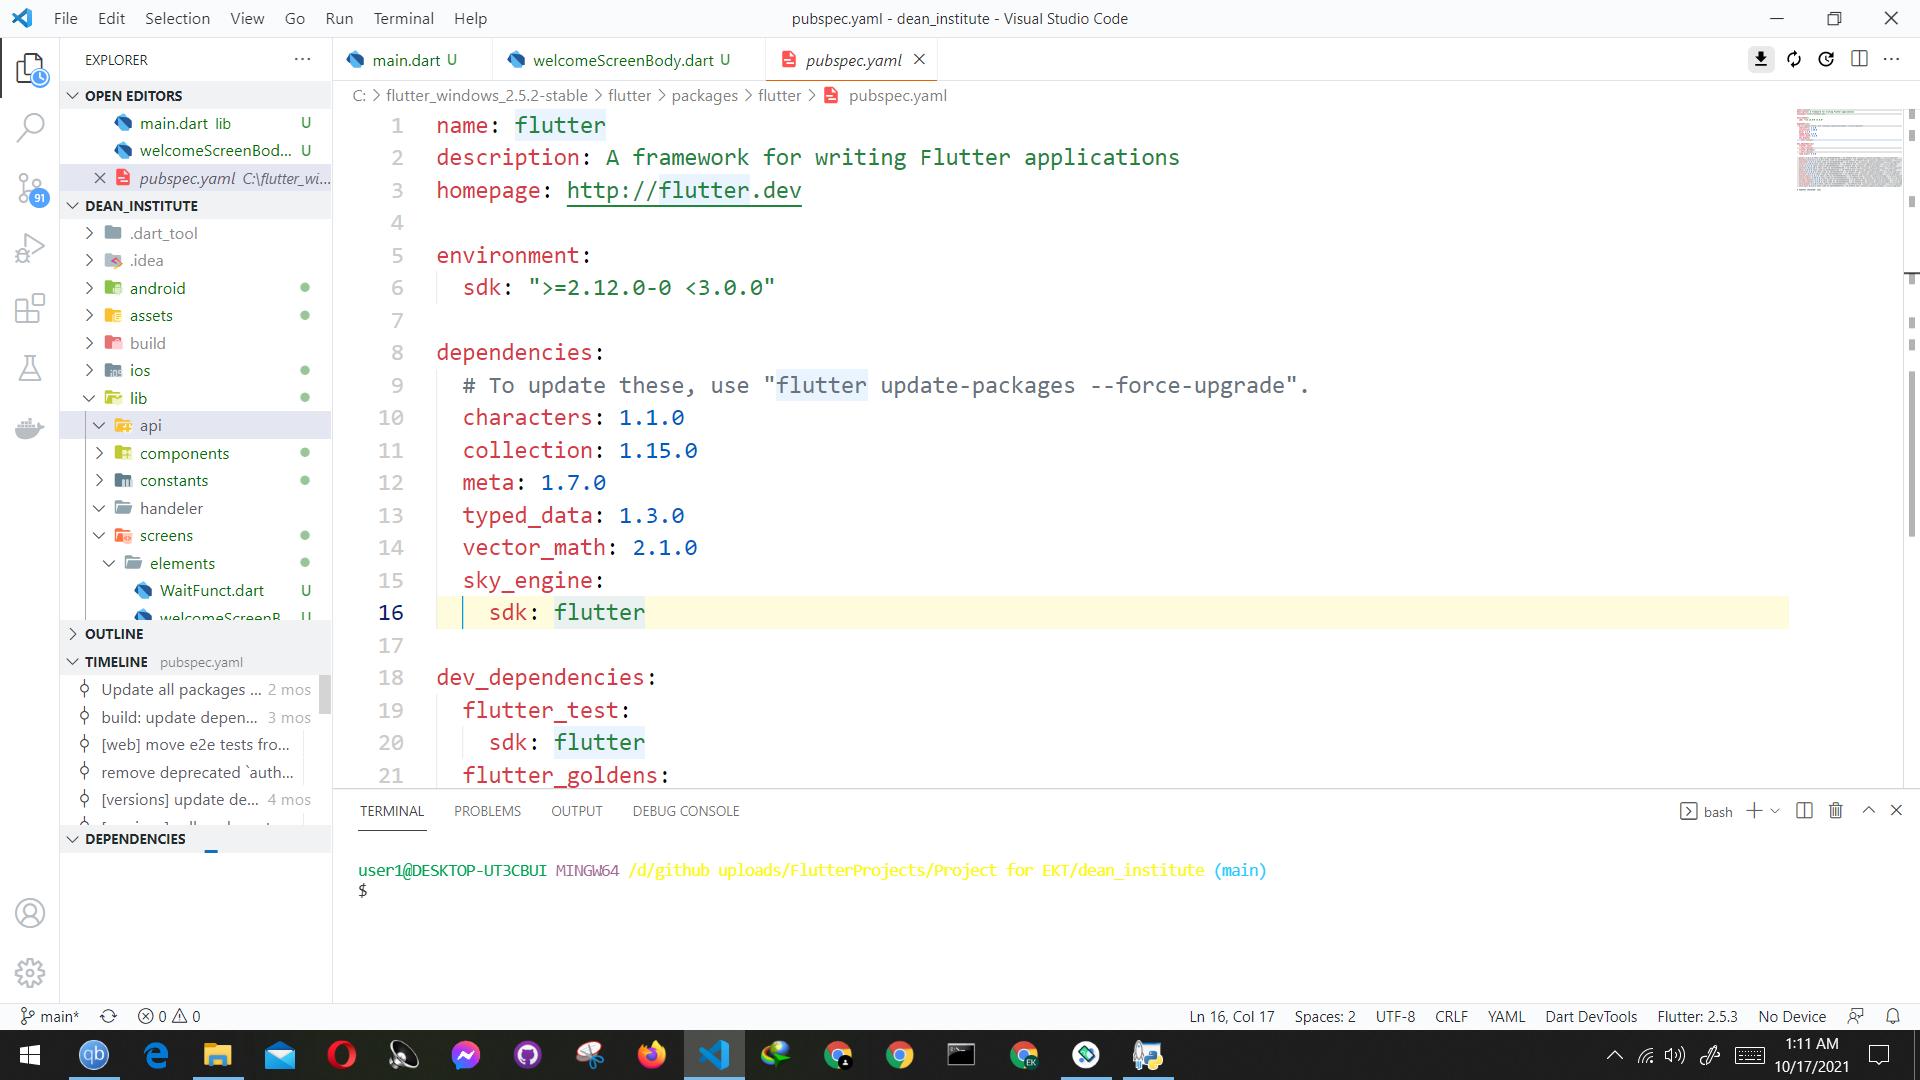 File Edit Selection View Go Run Terminal Help
pubspec.yaml - dean_institute - Visual Studio Code
EXPLORER
main.dart U
welcomeScreenBody.dart U
pubspec.yaml
OPEN EDITORS
main.dart lib U
welcomeScreenBod... U
pubspec.yaml C:\flutter_wi...
DEAN_INSTITUTE
.dart_tool
.idea
android
assets
build
ios
lib
api
components
constants
handeler
screens
elements
WaitFunct.dart U
welcomeScreenB U
OUTLINE
TIMELINE pubspec.yaml
Update all packages ... 2 mos
build: update depen... 3 mos
[web] move e2e tests fro...
remove deprecated `auth...
[versions] update de... 4 mos
DEPENDENCIES
91
C: > flutter_windows_2.5.2-stable > flutter > packages > flutter > pubspec.yaml
1 name: flutter
2 description: A framework for writing Flutter applications
3 homepage: http://flutter.dev
4
5 environment:
6 sdk: ">=2.12.0-0 <3.0.0"
7
8 dependencies:
9 # To update these, use "flutter update-packages --force-upgrade".
10 characters: 1.1.0
11 collection: 1.15.0
12 meta: 1.7.0
13 typed_data: 1.3.0
14 vector_math: 2.1.0
15 sky_engine:
16 sdk: flutter
17
18 dev_dependencies:
19 flutter_test:
20 sdk: flutter
21 flutter_goldens:
TERMINAL PROBLEMS OUTPUT DEBUG CONSOLE
bash
user1@DESKTOP-UT3CBUI MINGW64 /d/github uploads/FlutterProjects/Project for EKT/dean_institute (main)
$
main* 0 0
Ln 16, Col 17 Spaces: 2 UTF-8 CRLF YAML Dart DevTools Flutter: 2.5.3 No Device
qb
EK
1:11 AM
10/17/2021